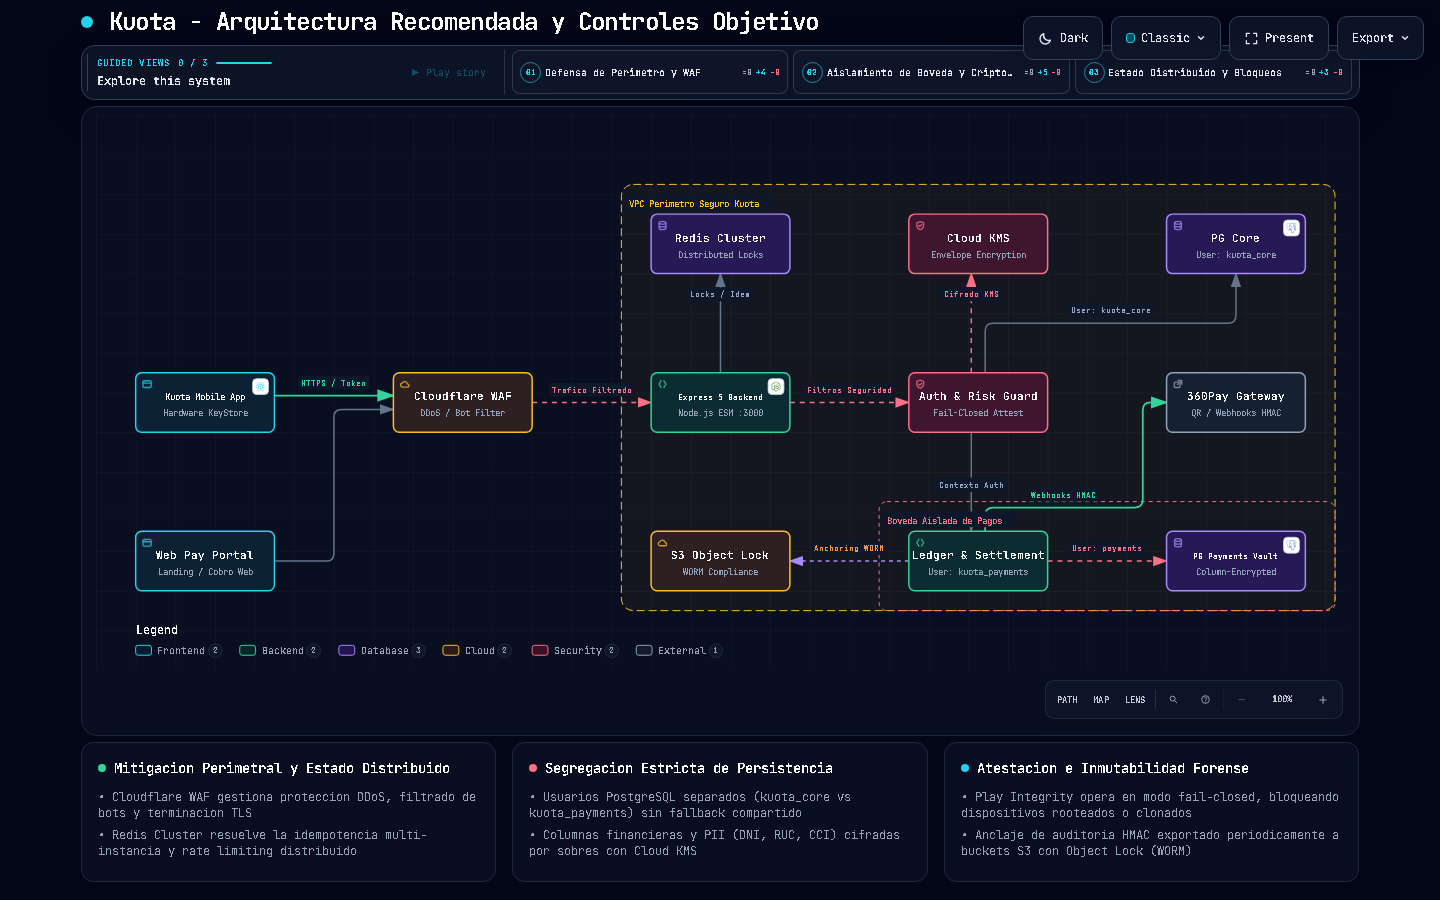 Kuota - Arquitectura Recomendada y Controles Objetivo
Dark
Classic
Present
Export
GUIDED VIEWS 0 / 3
Explore this system
Play story
01 Defensa de Perimetro y WAF =0 +4 -0
02 Aislamiento de Boveda y Cripto… =0 +5 -0
03 Estado Distribuido y Bloqueos =0 +3 -0
VPC Perimetro Seguro Kuota
Redis Cluster
Distributed Locks
Cloud KMS
Envelope Encryption
PG Core
User: kuota_core
Locks / Idem
Cifrado KMS
User: kuota_core
Kuota Mobile App
Hardware KeyStore
HTTPS / Token
Cloudflare WAF
DDoS / Bot Filter
Trafico Filtrado
Express 5 Backend
Node.js ESM :3000
Filtros Seguridad
Auth & Risk Guard
Fail-Closed Attest
360Pay Gateway
QR / Webhooks HMAC
Contexto Auth
Webhooks HMAC
Boveda Aislada de Pagos
Web Pay Portal
Landing / Cobro Web
S3 Object Lock
WORM Compliance
Anchoring WORM
Ledger & Settlement
User: kuota_payments
User: payments
PG Payments Vault
Column-Encrypted
Legend
Frontend 2
Backend 2
Database 3
Cloud 2
Security 2
External 1
PATH MAP LENS
− 100% +
Mitigacion Perimetral y Estado Distribuido
• Cloudflare WAF gestiona proteccion DDoS, filtrado de
bots y terminacion TLS
• Redis Cluster resuelve la idempotencia multi-
instancia y rate limiting distribuido
Segregacion Estricta de Persistencia
• Usuarios PostgreSQL separados (kuota_core vs
kuota_payments) sin fallback compartido
• Columnas financieras y PII (DNI, RUC, CCI) cifradas
por sobres con Cloud KMS
Atestacion e Inmutabilidad Forense
• Play Integrity opera en modo fail-closed, bloqueando
dispositivos rooteados o clonados
• Anclaje de auditoria HMAC exportado periodicamente a
buckets S3 con Object Lock (WORM)